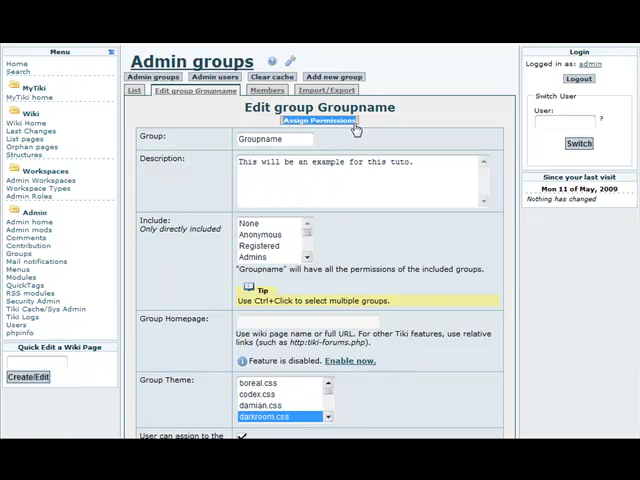 Menu
Home
Search
MyTiki
MyTiki home
Wiki
Wiki Home
Last Changes
List pages
Orphan pages
Structures
Workspaces
Admin Workspaces
Workspace Types
Admin Roles
Admin
Admin home
Admin mods
Comments
Contribution
Groups
Mail notifications
Menus
Modules
QuickTags
RSS modules
Security Admin
Tiki Cache/Sys Admin
Tiki Logs
Users
phpinfo
Quick Edit a Wiki Page
Create/Edit
Admin groups
Admin groups Admin users Clear cache Add new group
List Edit group Groupname Members Import/Export
Edit group Groupname
Assign Permissions
Group: Groupname
Description: This will be an example for this tuto.
Include:
Only directly included
None
Anonymous
Registered
Admins
"Groupname" will have all the permissions of the included groups.
Tip
Use Ctrl+Click to select multiple groups.
Group Homepage:
Use wiki page name or full URL. For other Tiki features, use relative
links (such as http:tiki-forums.php).
Feature is disabled. Enable now.
Group Theme:
boreal.css
codex.css
damian.css
darkroom.css
User can assign to the
Login
Logged in as: admin
Logout
Switch User
User:
?
Switch
Since your last visit
Mon 11 of May, 2009
Nothing has changed